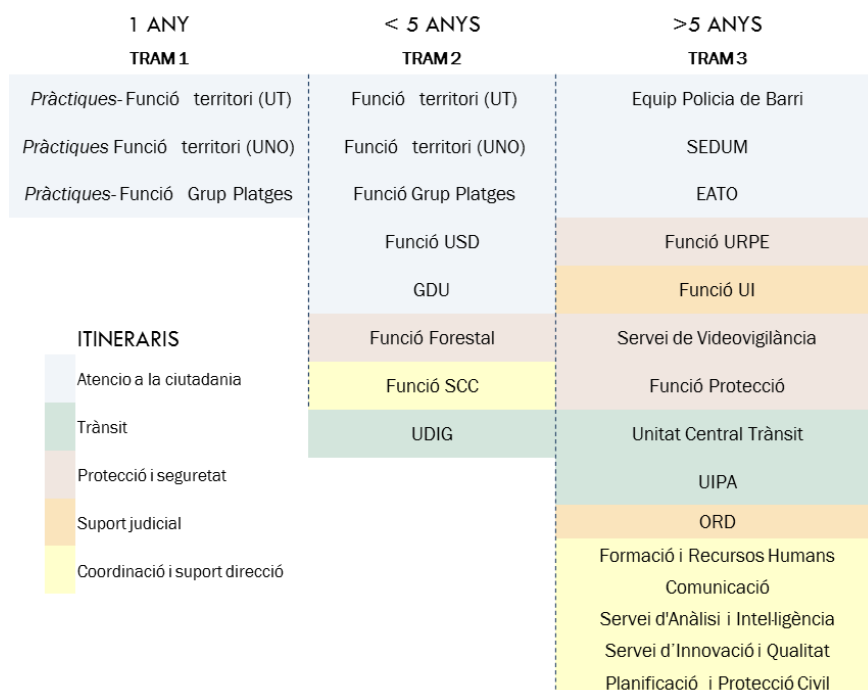 1 ANY
TRAM 1
Pràctiques- Funció territori (UT)
Pràctiques Funció territori (UNO)
Pràctiques- Funció Grup Platges
< 5 ANYS
TRAM 2
Funció territori (UT)
Funció territori (UNO)
Funció Grup Platges
Funció USD
GDU
Funció Forestal
Funció SCC
UDIG
>5 ANYS
TRAM 3
Equip Policia de Barri
SEDUM
EATO
Funció URPE
Funció UI
Servei de Videovigilància
Funció Protecció
Unitat Central Trànsit
UIPA
ORD
Formació i Recursos Humans
Comunicació
Servei d'Anàlisi i Intel·ligència
Servei d’Innovació i Qualitat
Planificació i Protecció Civil
ITINERARIS
Atencio a la ciutadania
Trànsit
Protecció i seguretat
Suport judicial
Coordinació i suport direcció